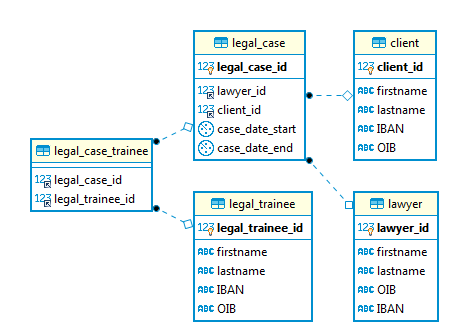 legal_case
123 legal_case_id
123 lawyer_id
123 client_id
case_date_start
case_date_end
client
123 client_id
ABC firstname
ABC lastname
ABC IBAN
ABC OIB
legal_case_trainee
123 legal_case_id
123 legal_trainee_id
legal_trainee
123 legal_trainee_id
ABC firstname
ABC lastname
ABC IBAN
ABC OIB
lawyer
123 lawyer_id
ABC firstname
ABC lastname
ABC OIB
ABC IBAN